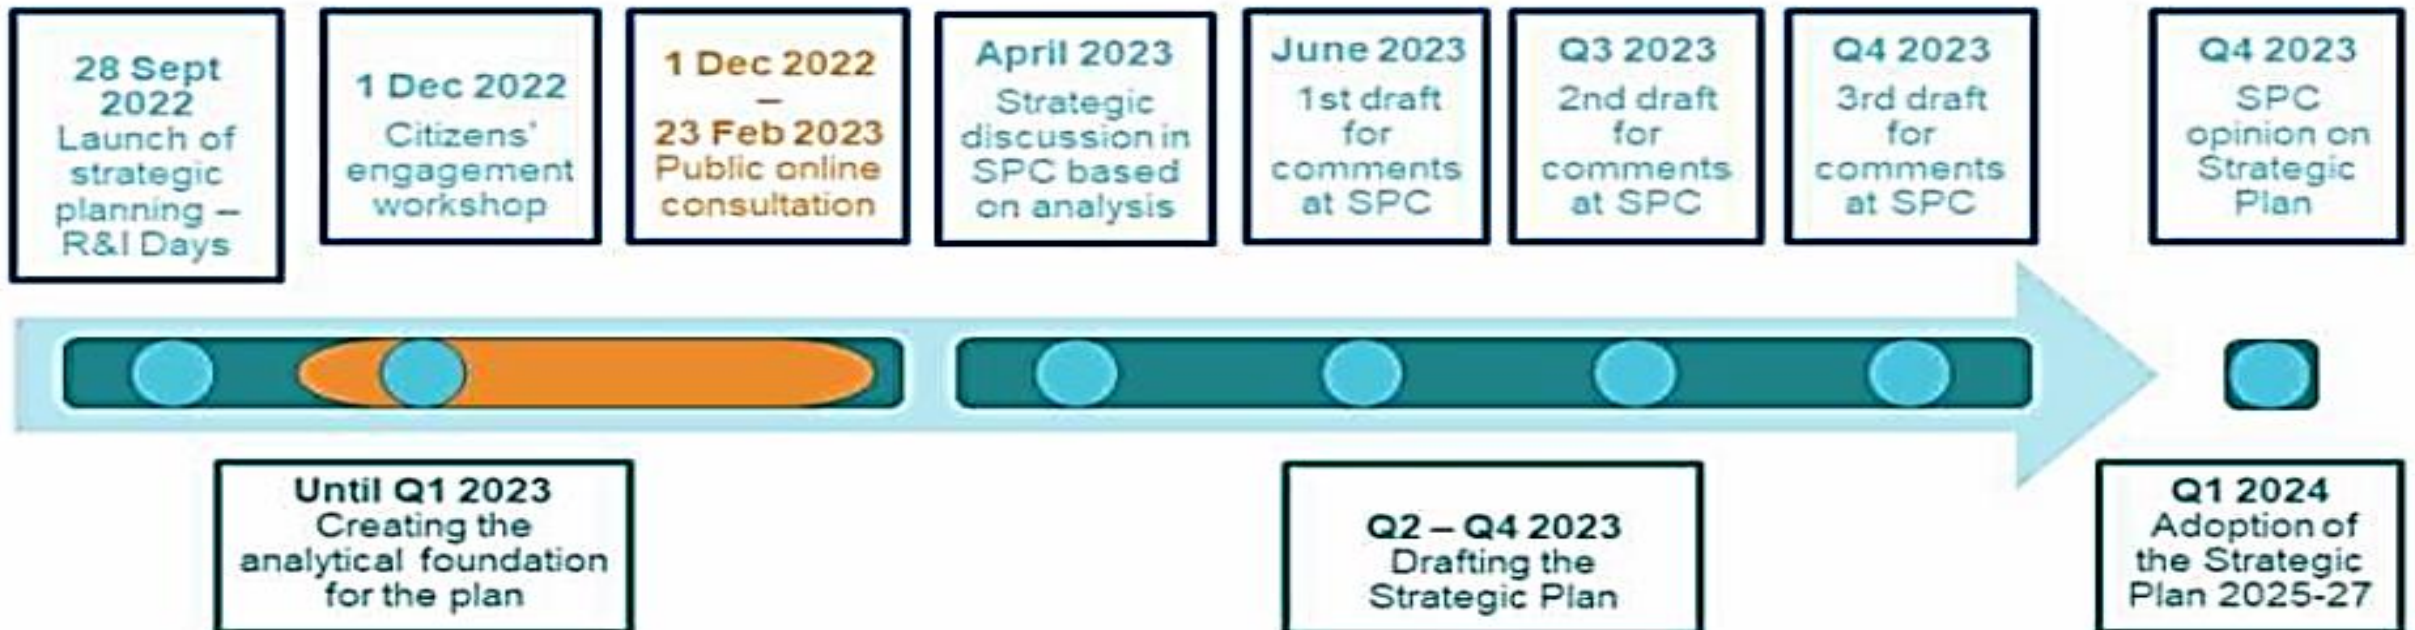 28 Sept
2022
Launch of
strategic
planning –
R&I Days
1 Dec 2022
Citizens'
engagement
workshop
1 Dec 2022
–
23 Feb 2023
Public online
consultation
April 2023
Strategic
discussion in
SPC based
on analysis
June 2023
1st draft
for
comments
at SPC
Q3 2023
2nd draft
for
comments
at SPC
Q4 2023
3rd draft
for
comments
at SPC
Q4 2023
SPC
opinion on
Strategic
Plan
Until Q1 2023
Creating the
analytical foundation
for the plan
Q2 – Q4 2023
Drafting the
Strategic Plan
Q1 2024
Adoption of
the Strategic
Plan 2025-27